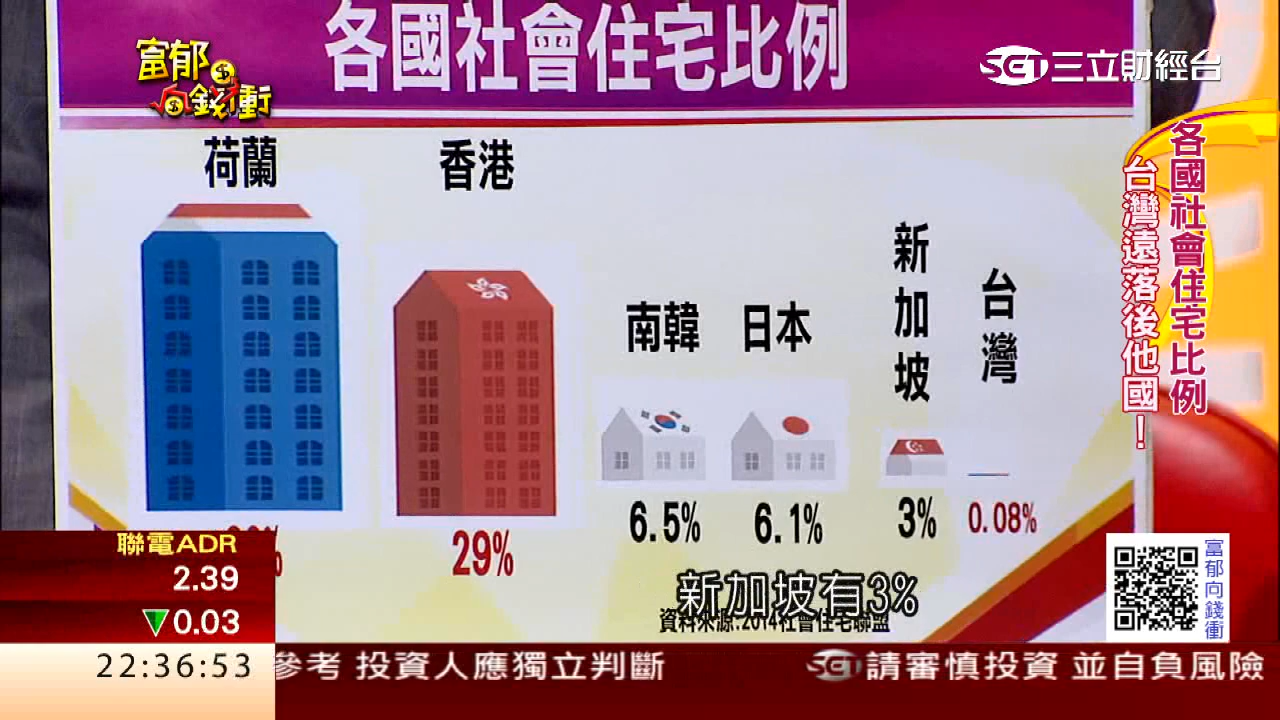 各國社會住宅比例
富郁
向錢衝
SET三立財經台
荷蘭
香港
南韓
日本
新加坡
台灣
各國社會住宅比例
台灣遠落後他國！
29%
6.5%
6.1%
3%
0.08%
新加坡有3%
資料來源:2014社會住宅聯盟
聯電ADR
2.39
▼0.03
富郁向錢衝
22:36:53
參考 投資人應獨立判斷
SET請審慎投資 並自負風險